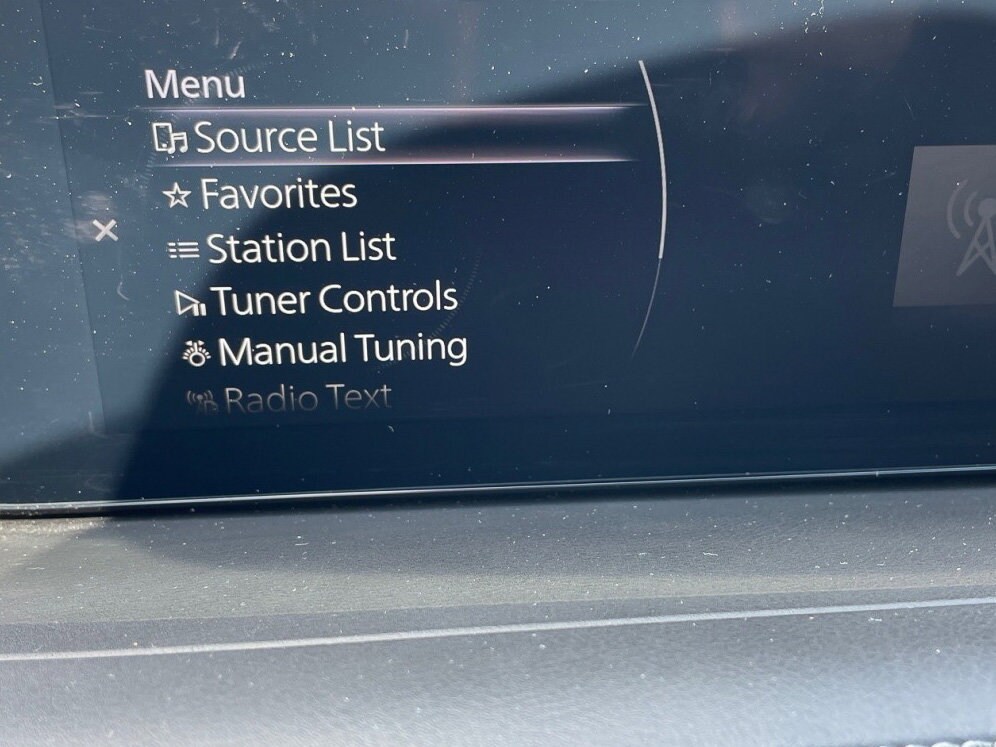 Menu
Source List
Favorites
Station List
Tuner Controls
Manual Tuning
Radio Text